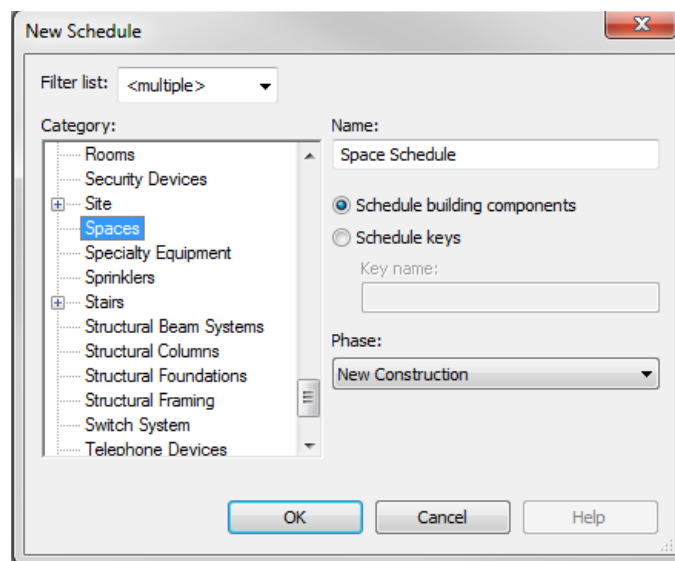 New Schedule
Filter list: <multiple>
Category:
Rooms
Security Devices
Site
Spaces
Specialty Equipment
Sprinklers
Stairs
Structural Beam Systems
Structural Columns
Structural Foundations
Structural Framing
Switch System
Telephone Devices
Name:
Space Schedule
Schedule building components
Schedule keys
Key name:
Phase:
New Construction
OK Cancel Help